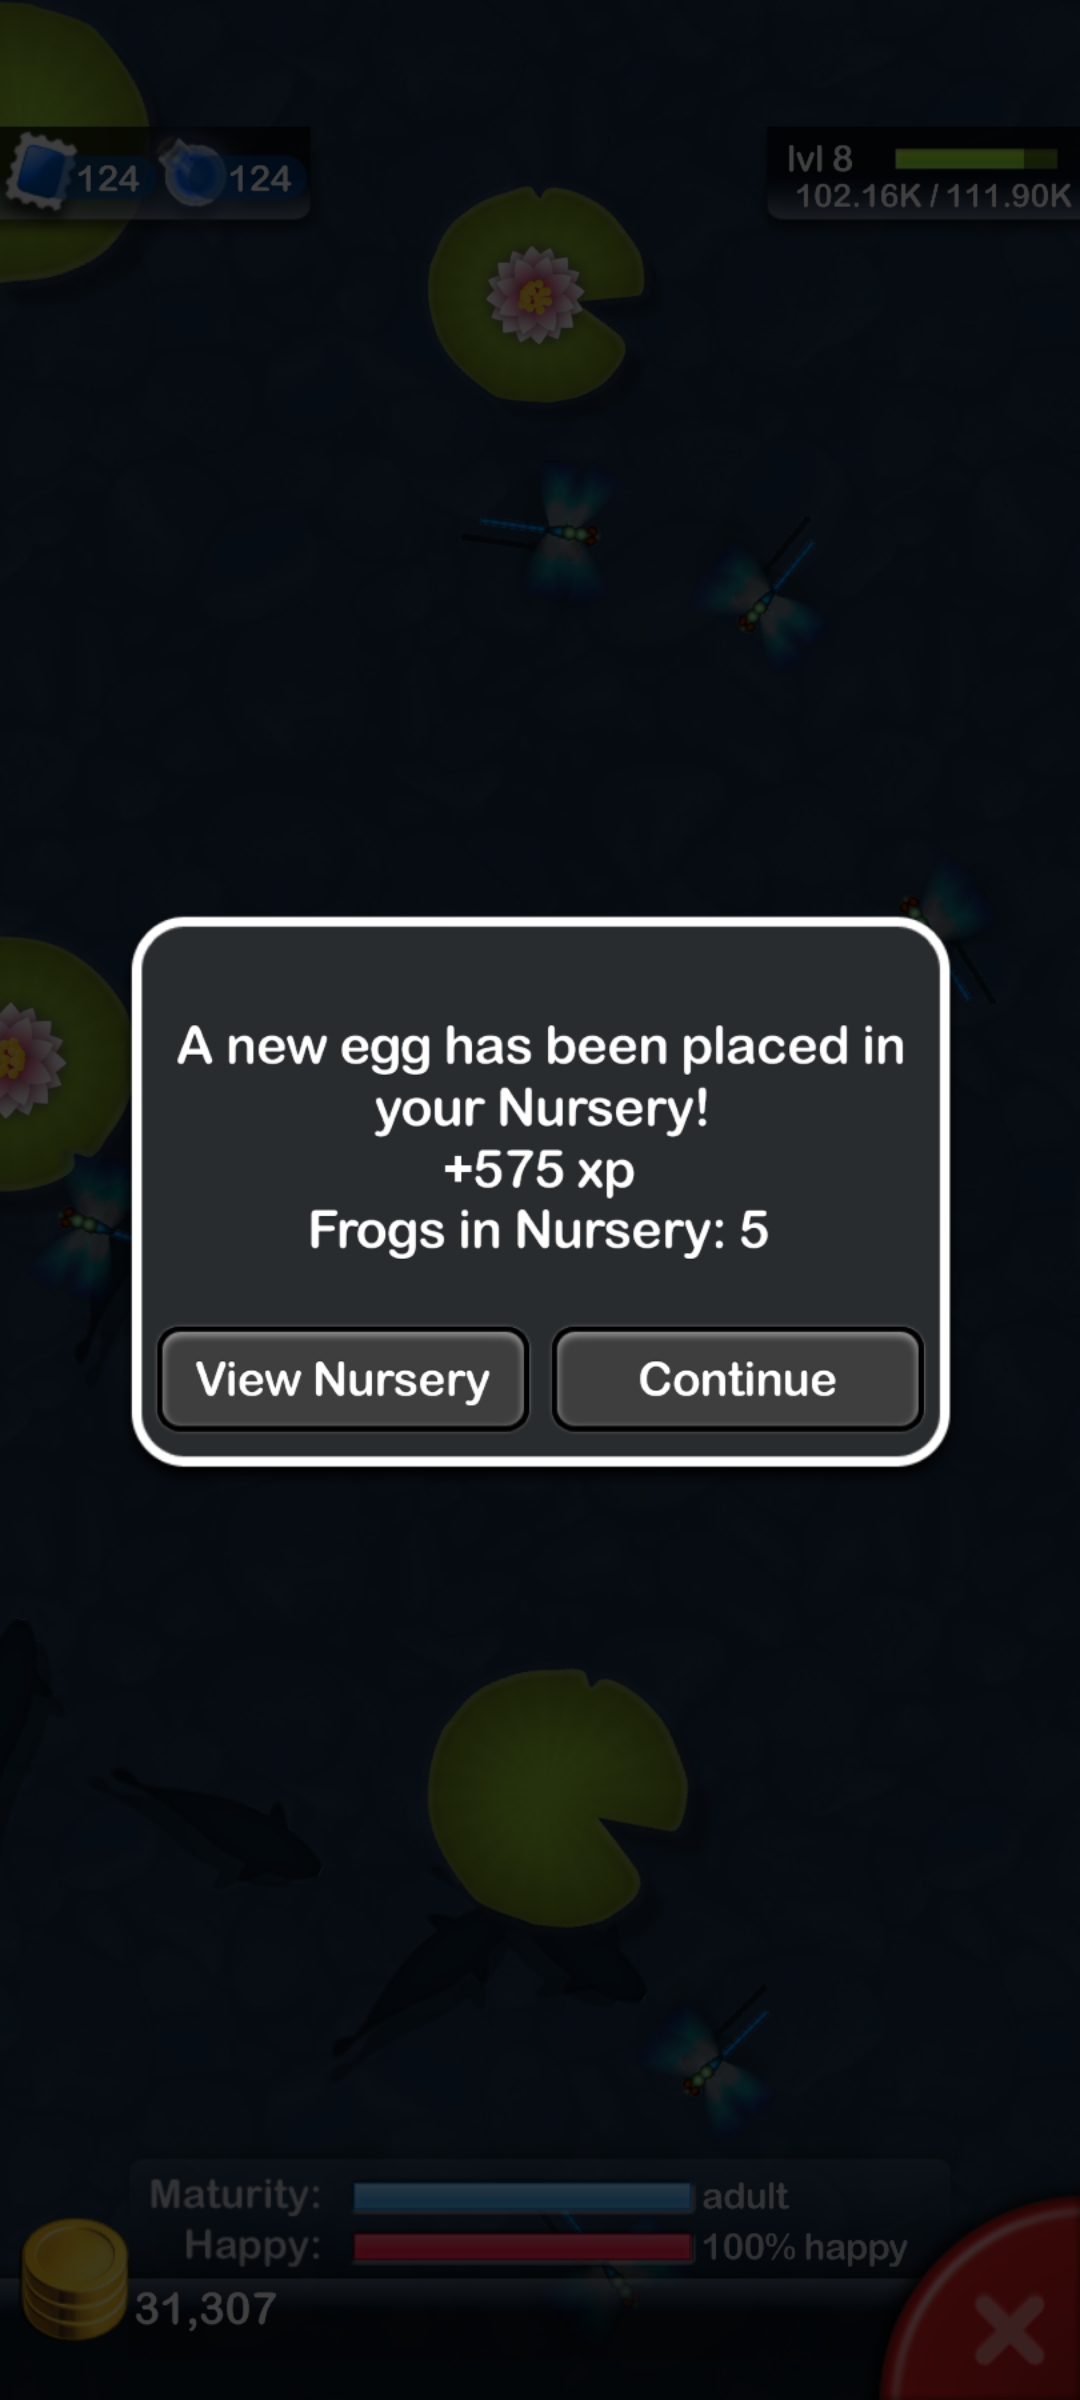 124 124
lvl 8
102.16K / 111.90K
A new egg has been placed in
your Nursery!
+575 xp
Frogs in Nursery: 5
View Nursery Continue
Maturity: adult
Happy: 100% happy
31,307